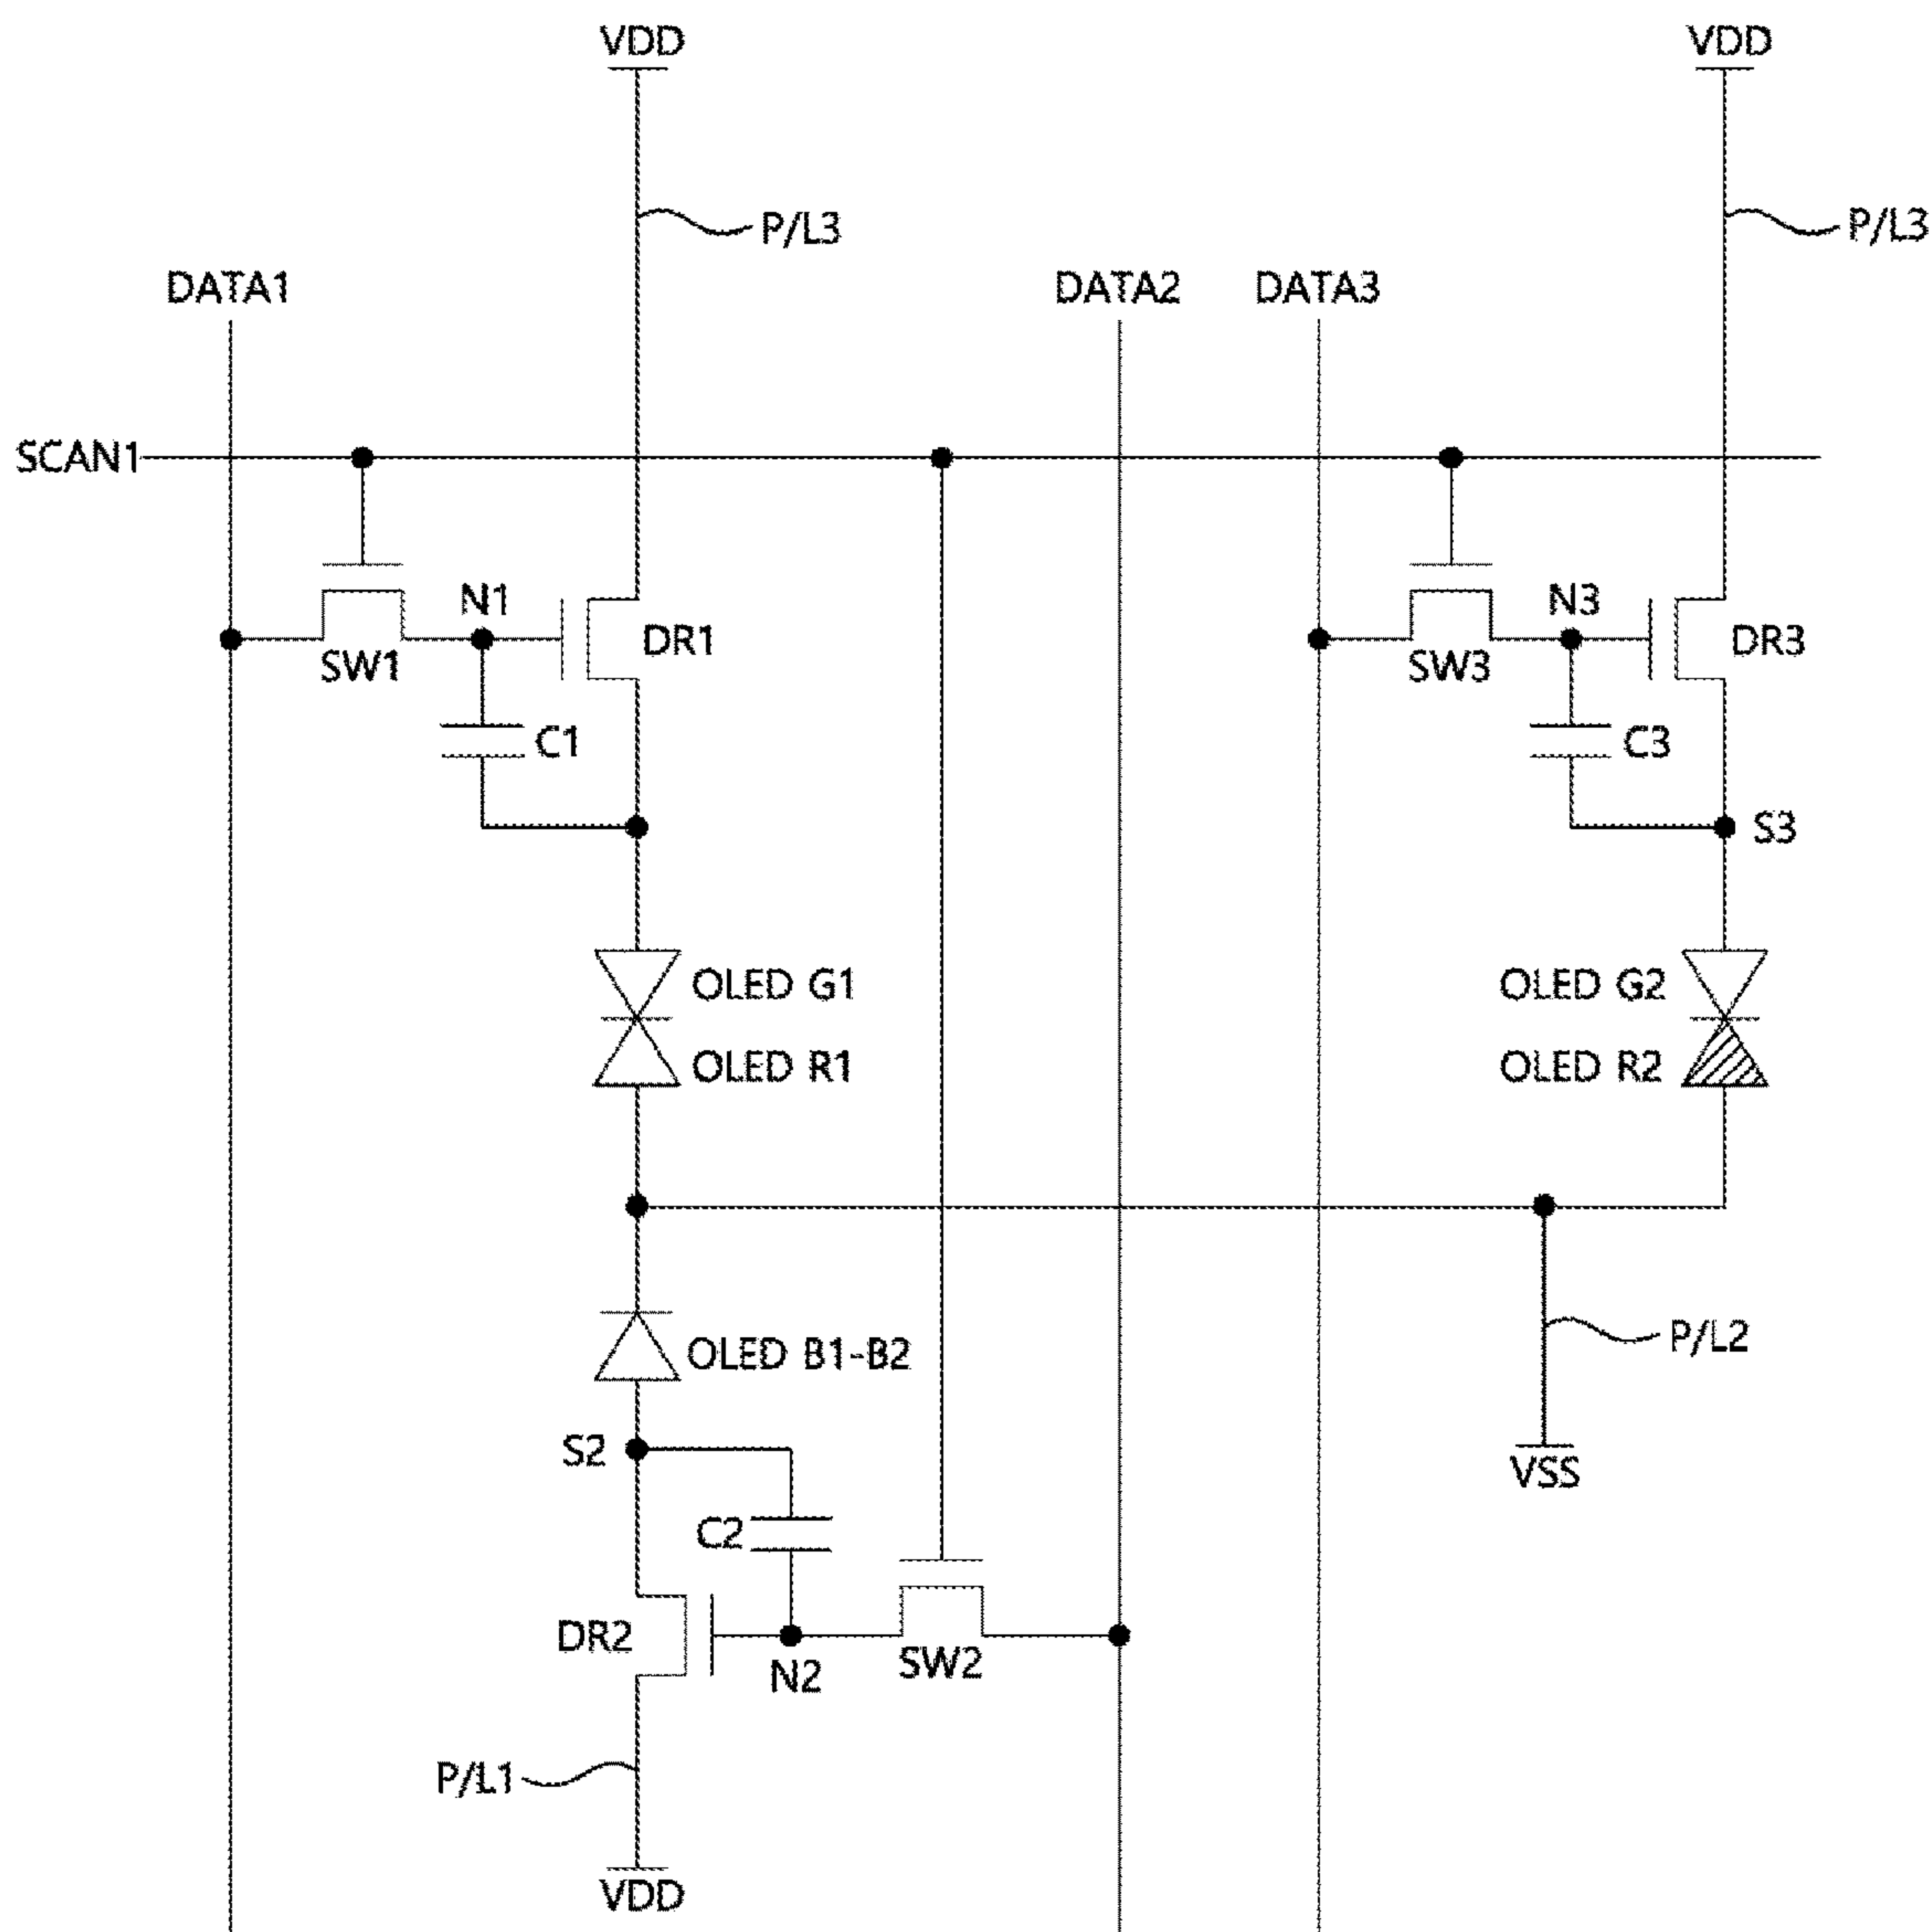 VDD
VDD
P/L3
P/L3
DATA1
DATA2
DATA3
SCAN1
N1
N3
DR1
DR3
SW1
SW3
C1
C3
S3
OLED G1
OLED G2
OLED R1
OLED R2
P/L2
OLED B1-B2
S2
VSS
C2
DR2
SW2
N2
P/L1
VDD